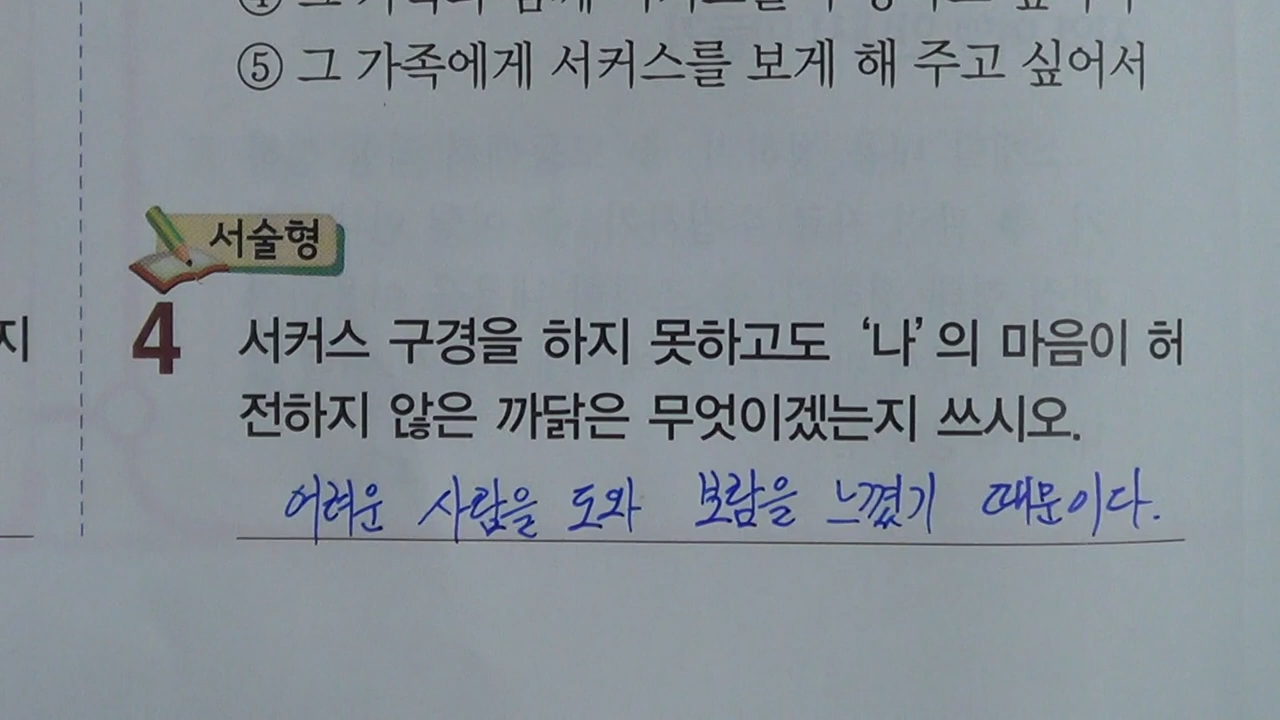 ⑤ 그 가족에게 서커스를 보게 해 주고 싶어서
서술형
지
4 서커스 구경을 하지 못하고도 ‘나’의 마음이 허
전하지 않은 까닭은 무엇이겠는지 쓰시오.
어려운 사람을 도와 보람을 느꼈기 때문이다.